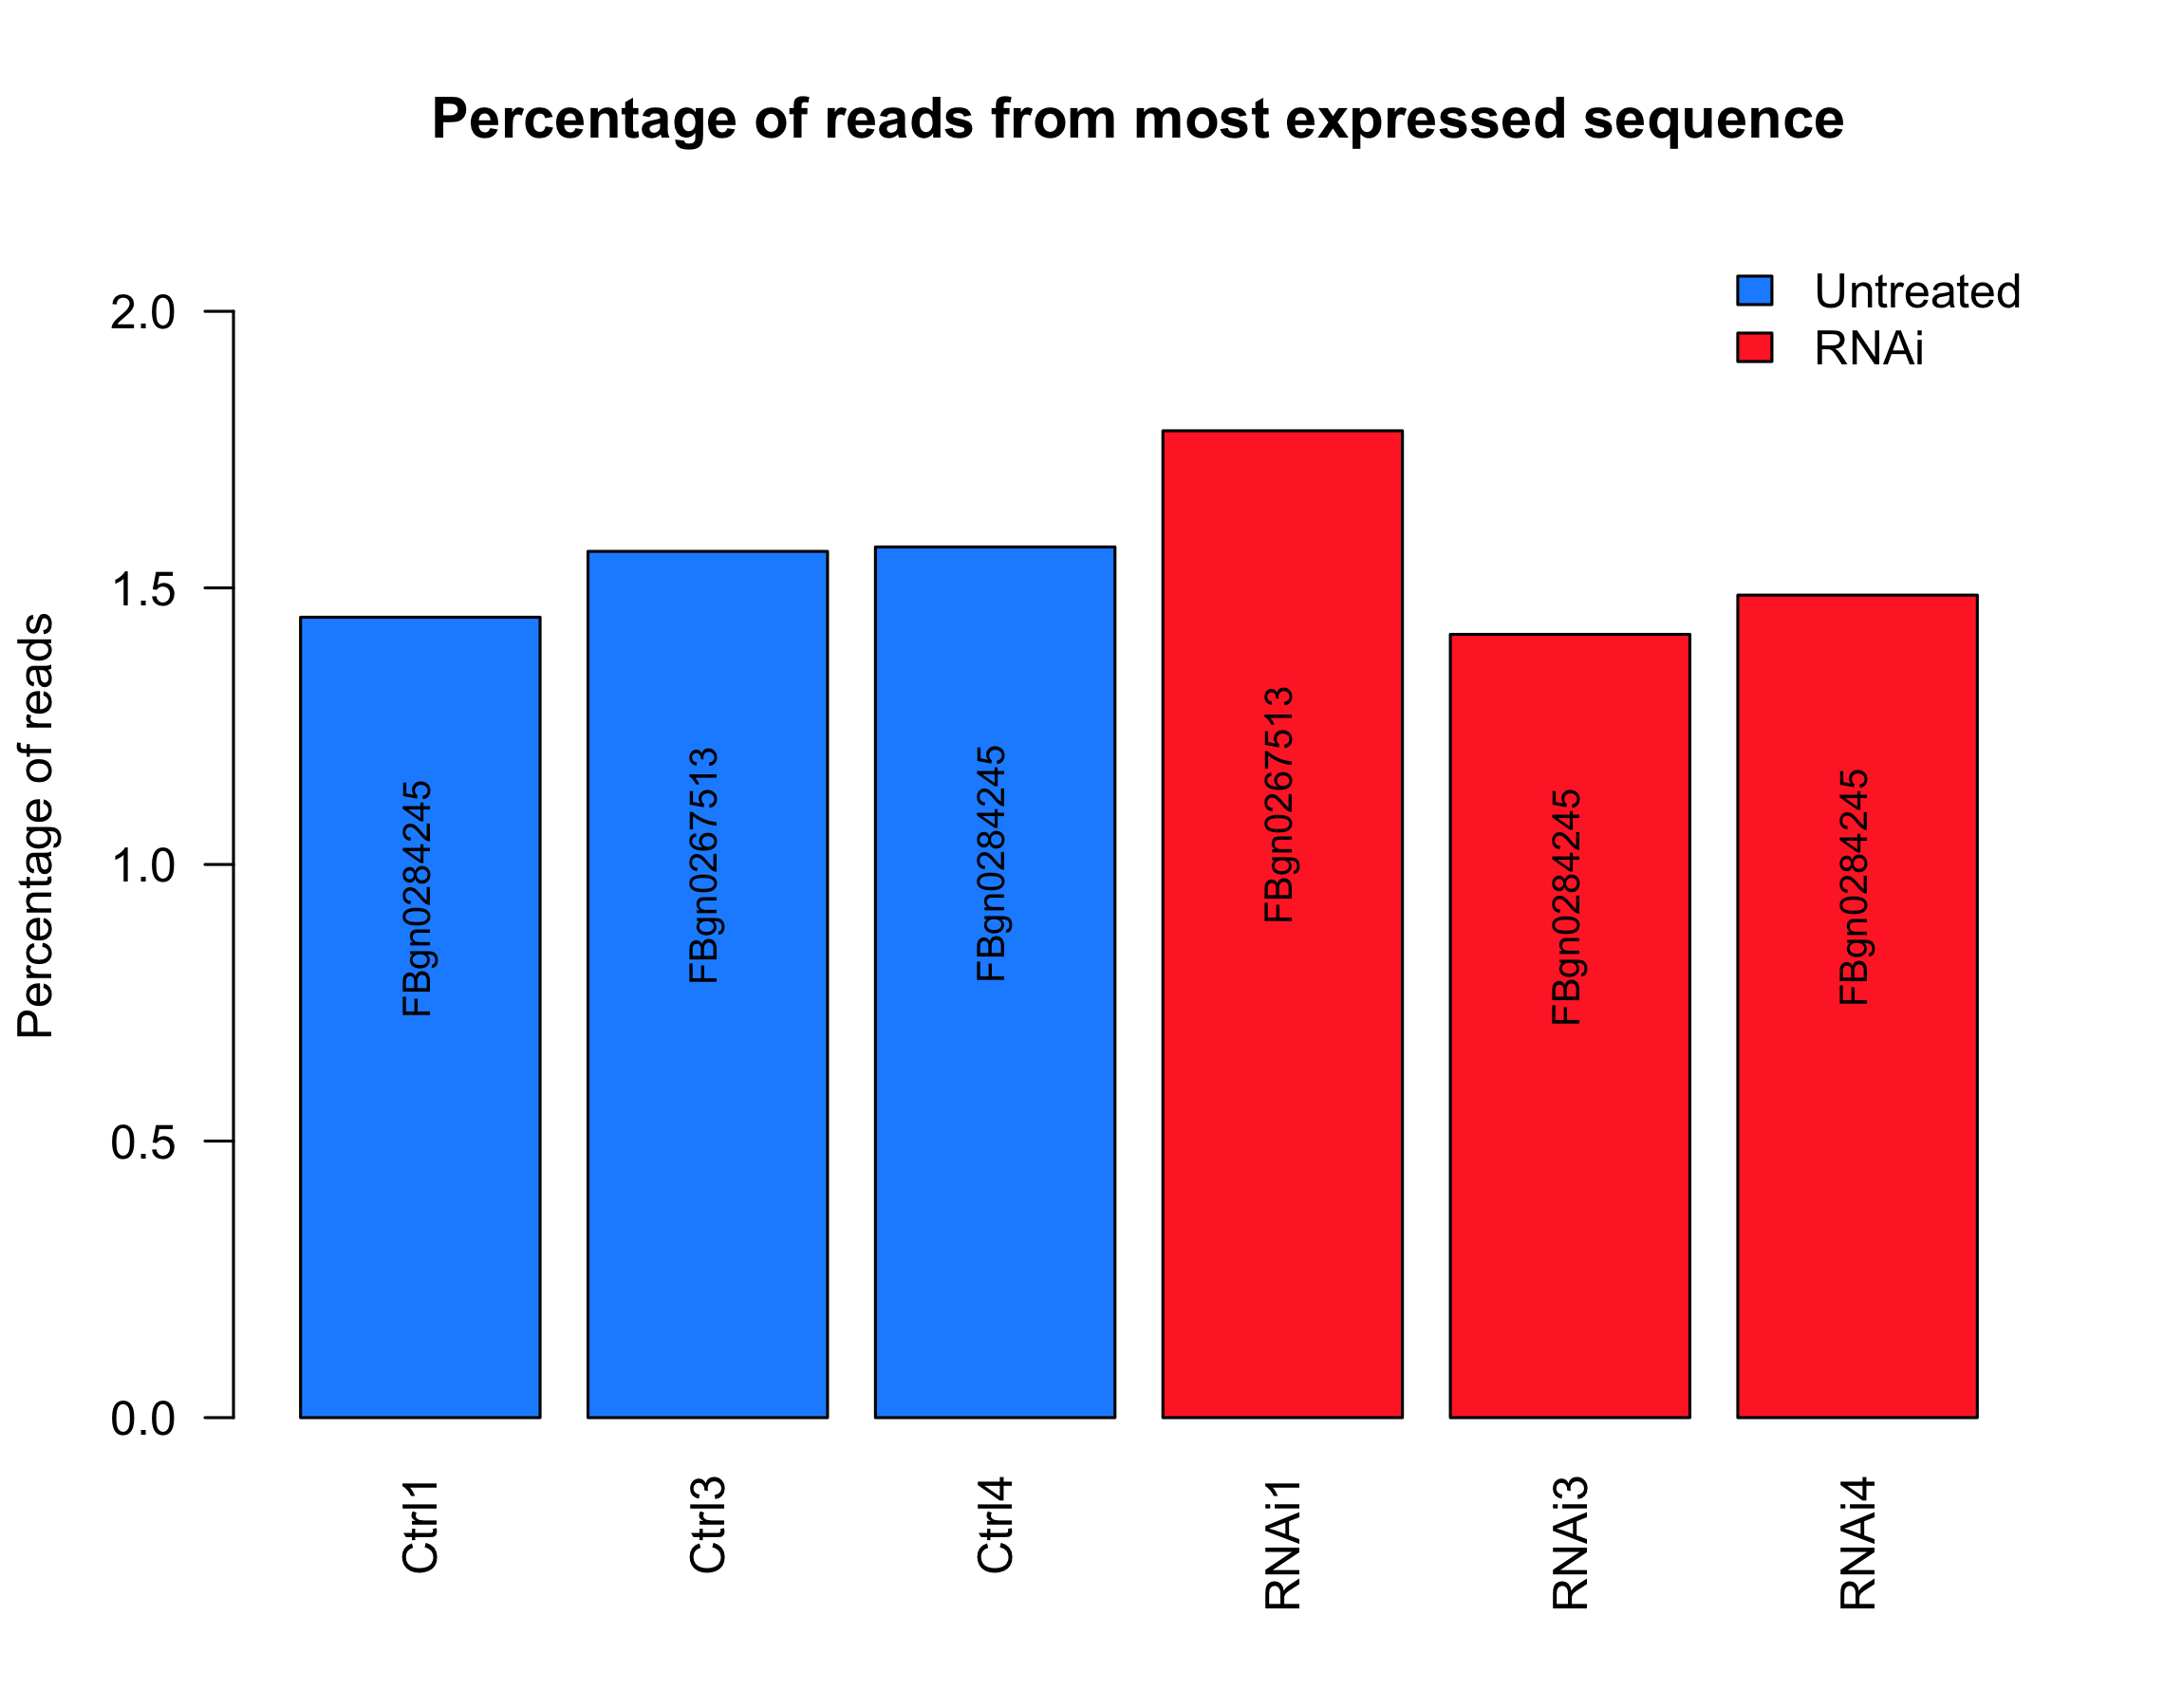 Percentage of reads from most expressed sequence
Untreated
RNAi
Percentage of reads
2.0
1.5
1.0
0.5
0.0
FBgn0284245
FBgn0267513
FBgn0284245
FBgn0267513
FBgn0284245
FBgn0284245
Ctrl1
Ctrl3
Ctrl4
RNAi1
RNAi3
RNAi4